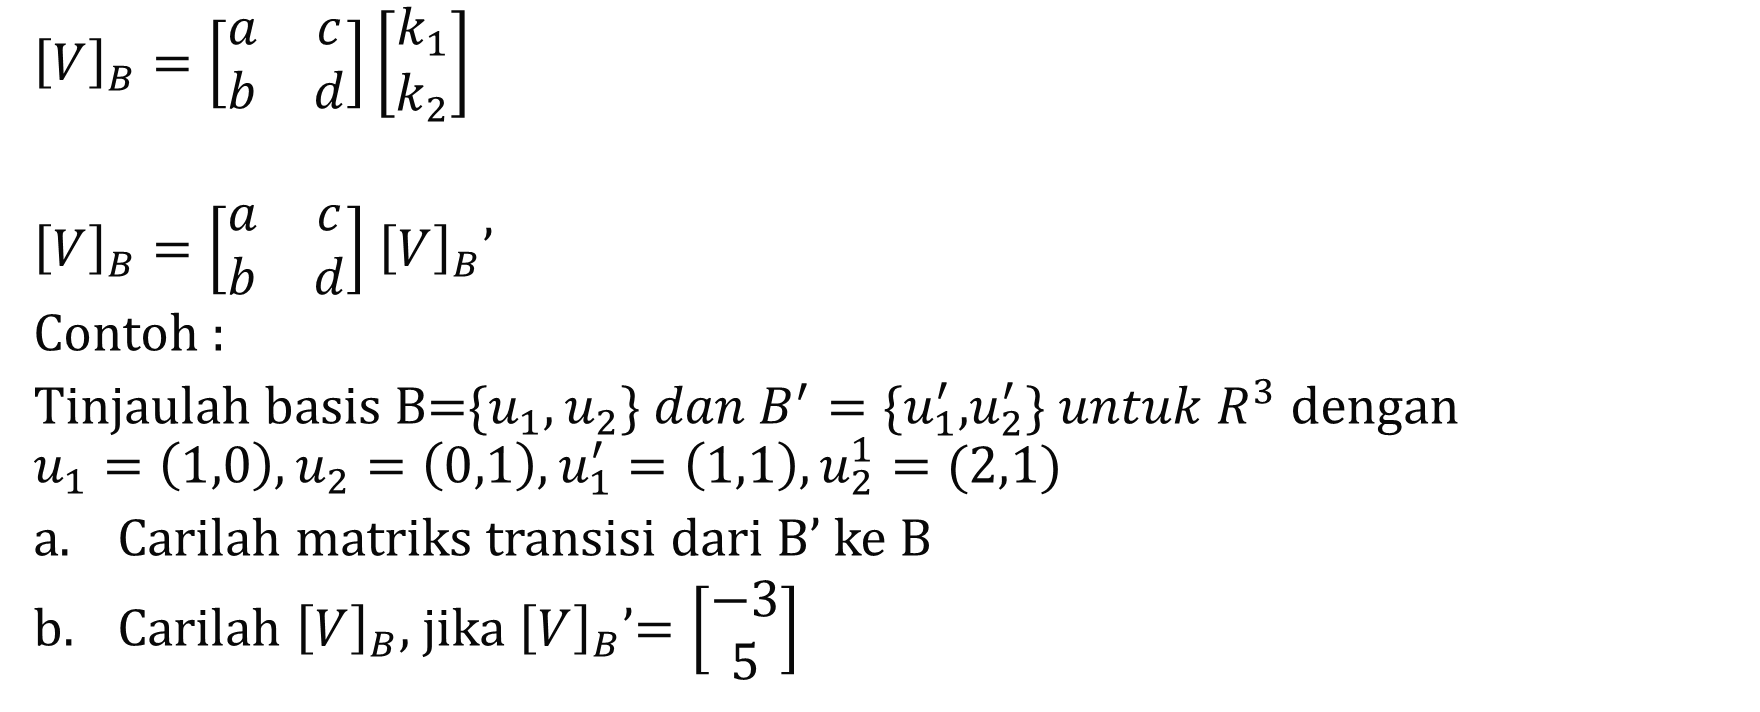 [V]_B = [a c; b d] [k_1; k_2]
[V]_B = [a c; b d] [V]_B’
Contoh :
Tinjaulah basis B={u_1, u_2} dan B′ = {u′_1,u′_2} untuk R^3 dengan
u_1 = (1,0), u_2 = (0,1), u′_1 = (1,1), u^1_2 = (2,1)
a. Carilah matriks transisi dari B’ ke B
b. Carilah [V]_B, jika [V]_B’= [−3; 5]